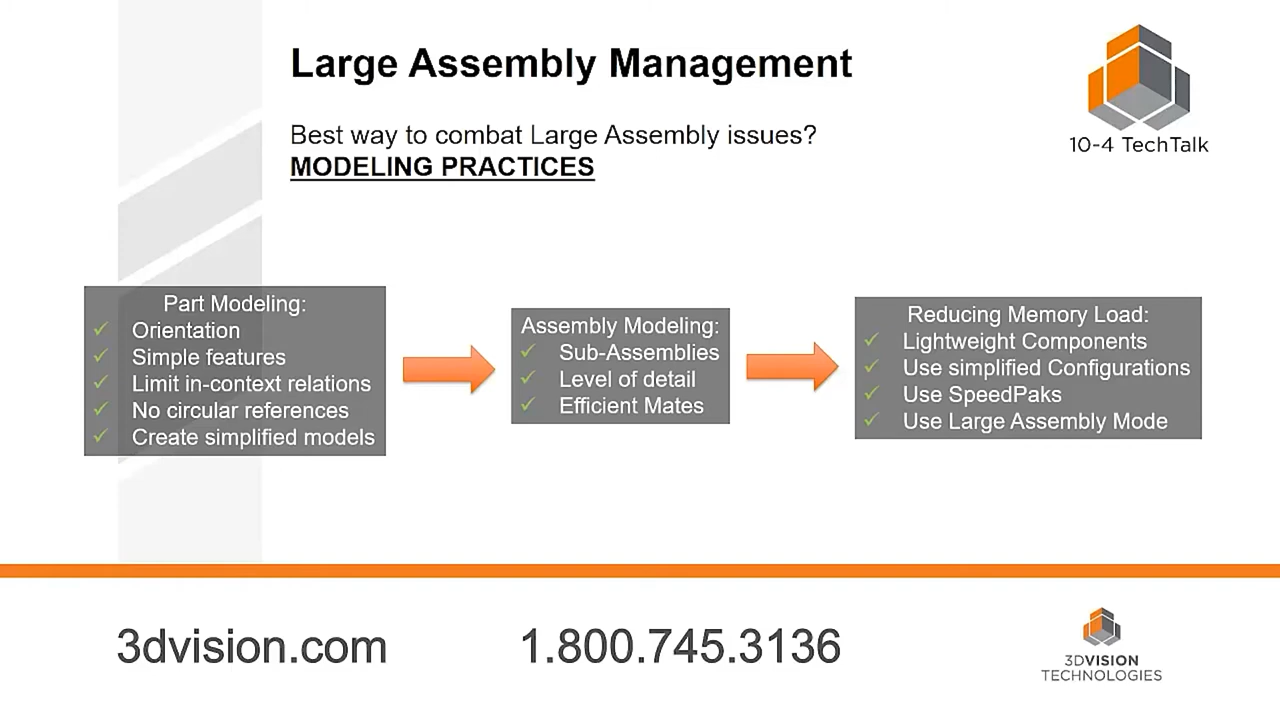 Large Assembly Management
10-4 TechTalk
Best way to combat Large Assembly issues?
MODELING PRACTICES
Part Modeling:
✓ Orientation
✓ Simple features
✓ Limit in-context relations
✓ No circular references
✓ Create simplified models
Assembly Modeling:
✓ Sub-Assemblies
✓ Level of detail
✓ Efficient Mates
Reducing Memory Load:
✓ Lightweight Components
✓ Use simplified Configurations
✓ Use SpeedPaks
✓ Use Large Assembly Mode
3dvision.com
1.800.745.3136
3DVISION
TECHNOLOGIES